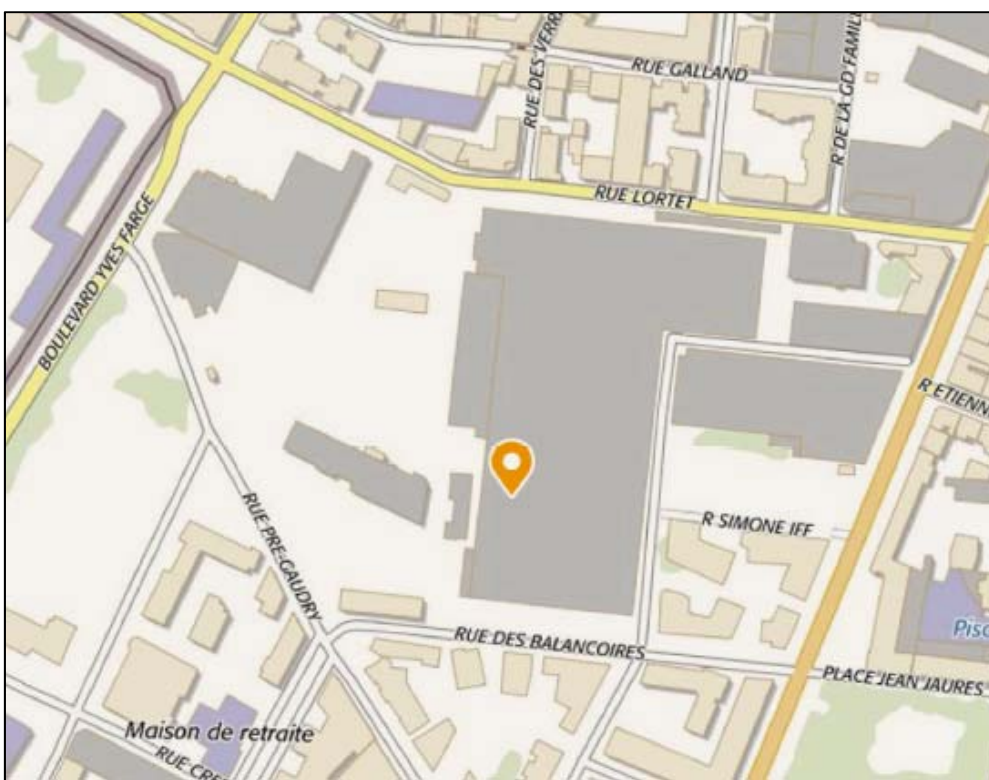 RUE DES VERR
RUE GALLAND
R DE LA GD FAMILL
BOULEVARD YVES FARGE
RUE LORTET
R ETIENN
RUE PRE-GAUDRY
R SIMONE IFF
RUE DES BALANCOIRES
Pisc
PLACE JEAN JAURES
Maison de retraite
RUE CRE